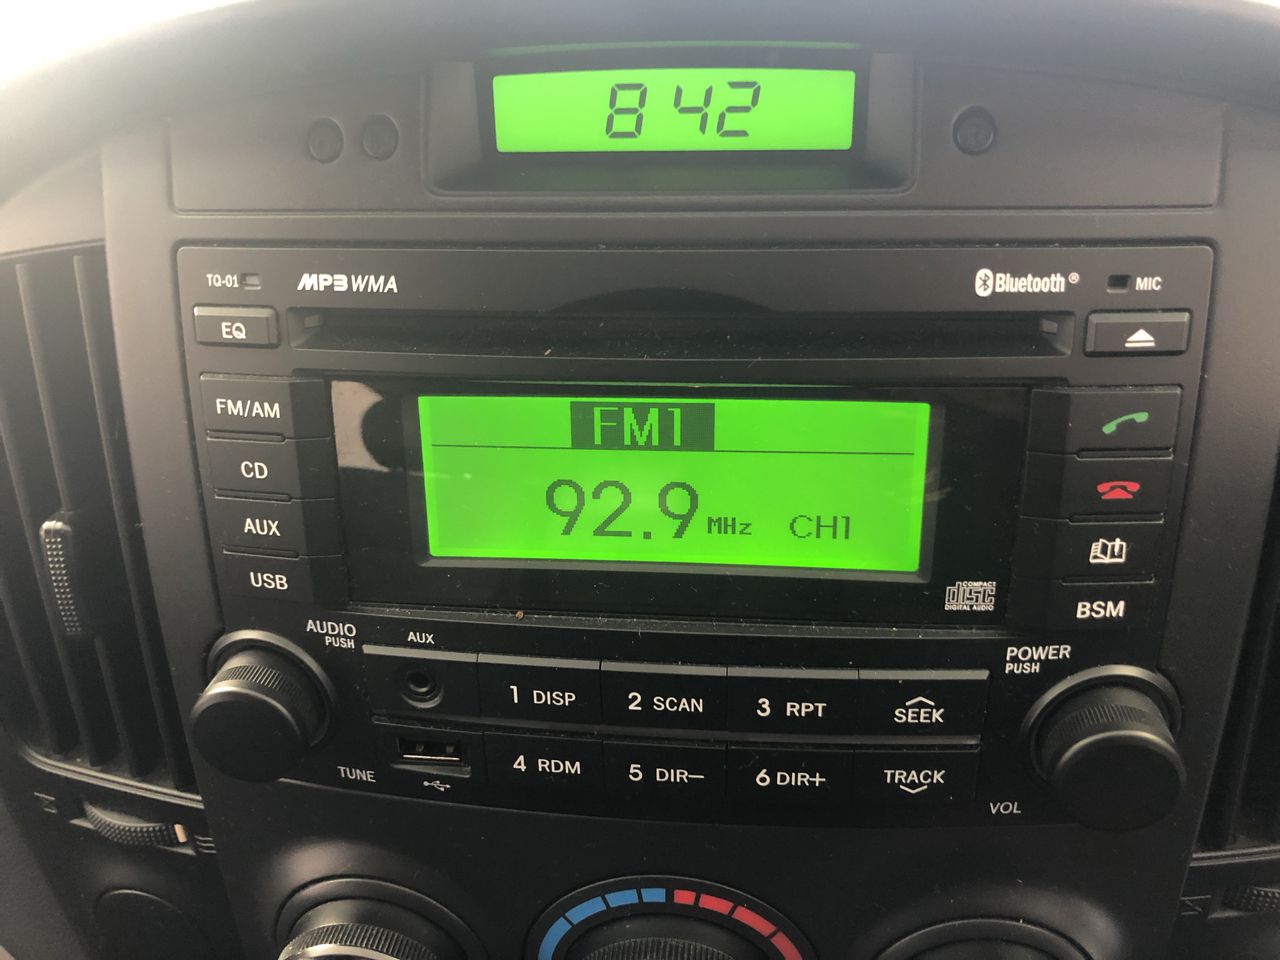 842
TQ-01
MP3 WMA
Bluetooth®
MIC
EQ
FM/AM
CD
AUX
USB
FM1
92.9 MHz CH1
COMPACT
disc
DIGITAL AUDIO
BSM
AUDIO
PUSH
AUX
POWER
PUSH
1 DISP
2 SCAN
3 RPT
SEEK
TUNE
4 RDM
5 DIR−
6 DIR+
TRACK
VOL